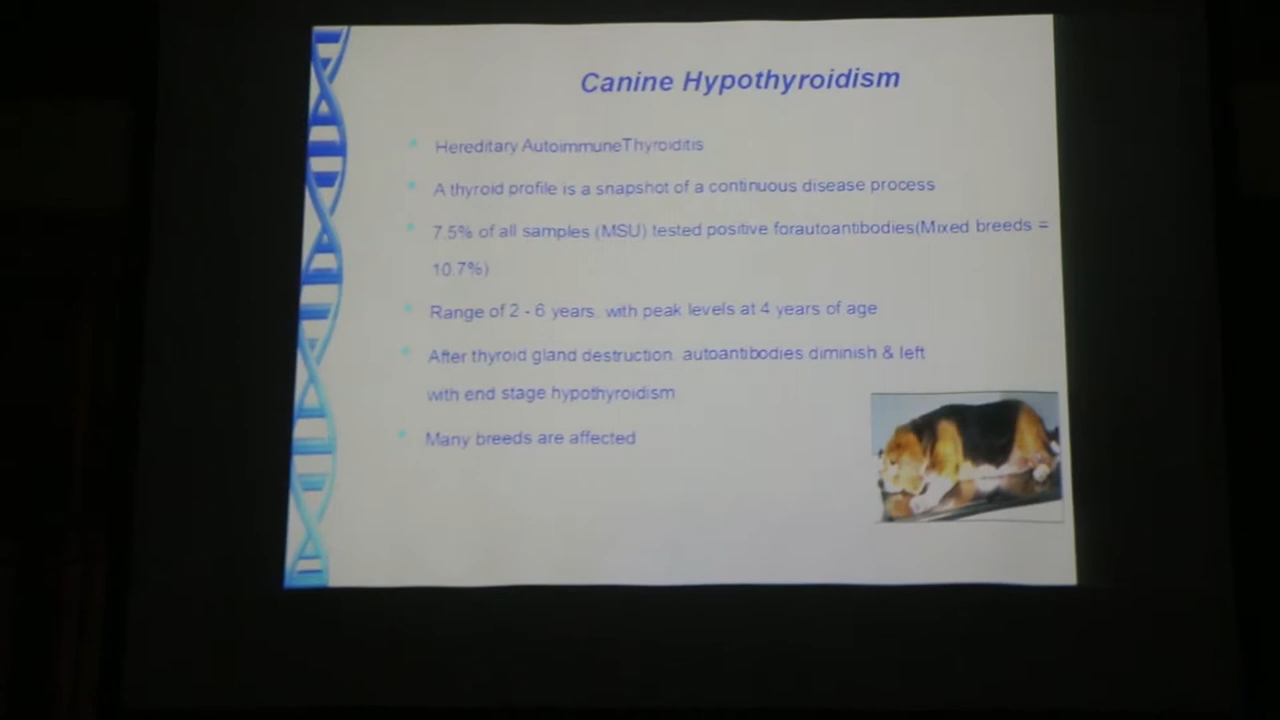 Canine Hypothyroidism
Hereditary AutoimmuneThyroiditis
A thyroid profile is a snapshot of a continuous disease process
7.5% of all samples (MSU) tested positive forautoantibodies(Mixed breeds =
10.7%)
Range of 2 - 6 years, with peak levels at 4 years of age
After thyroid gland destruction, autoantibodies diminish & left
with end stage hypothyroidism
Many breeds are affected